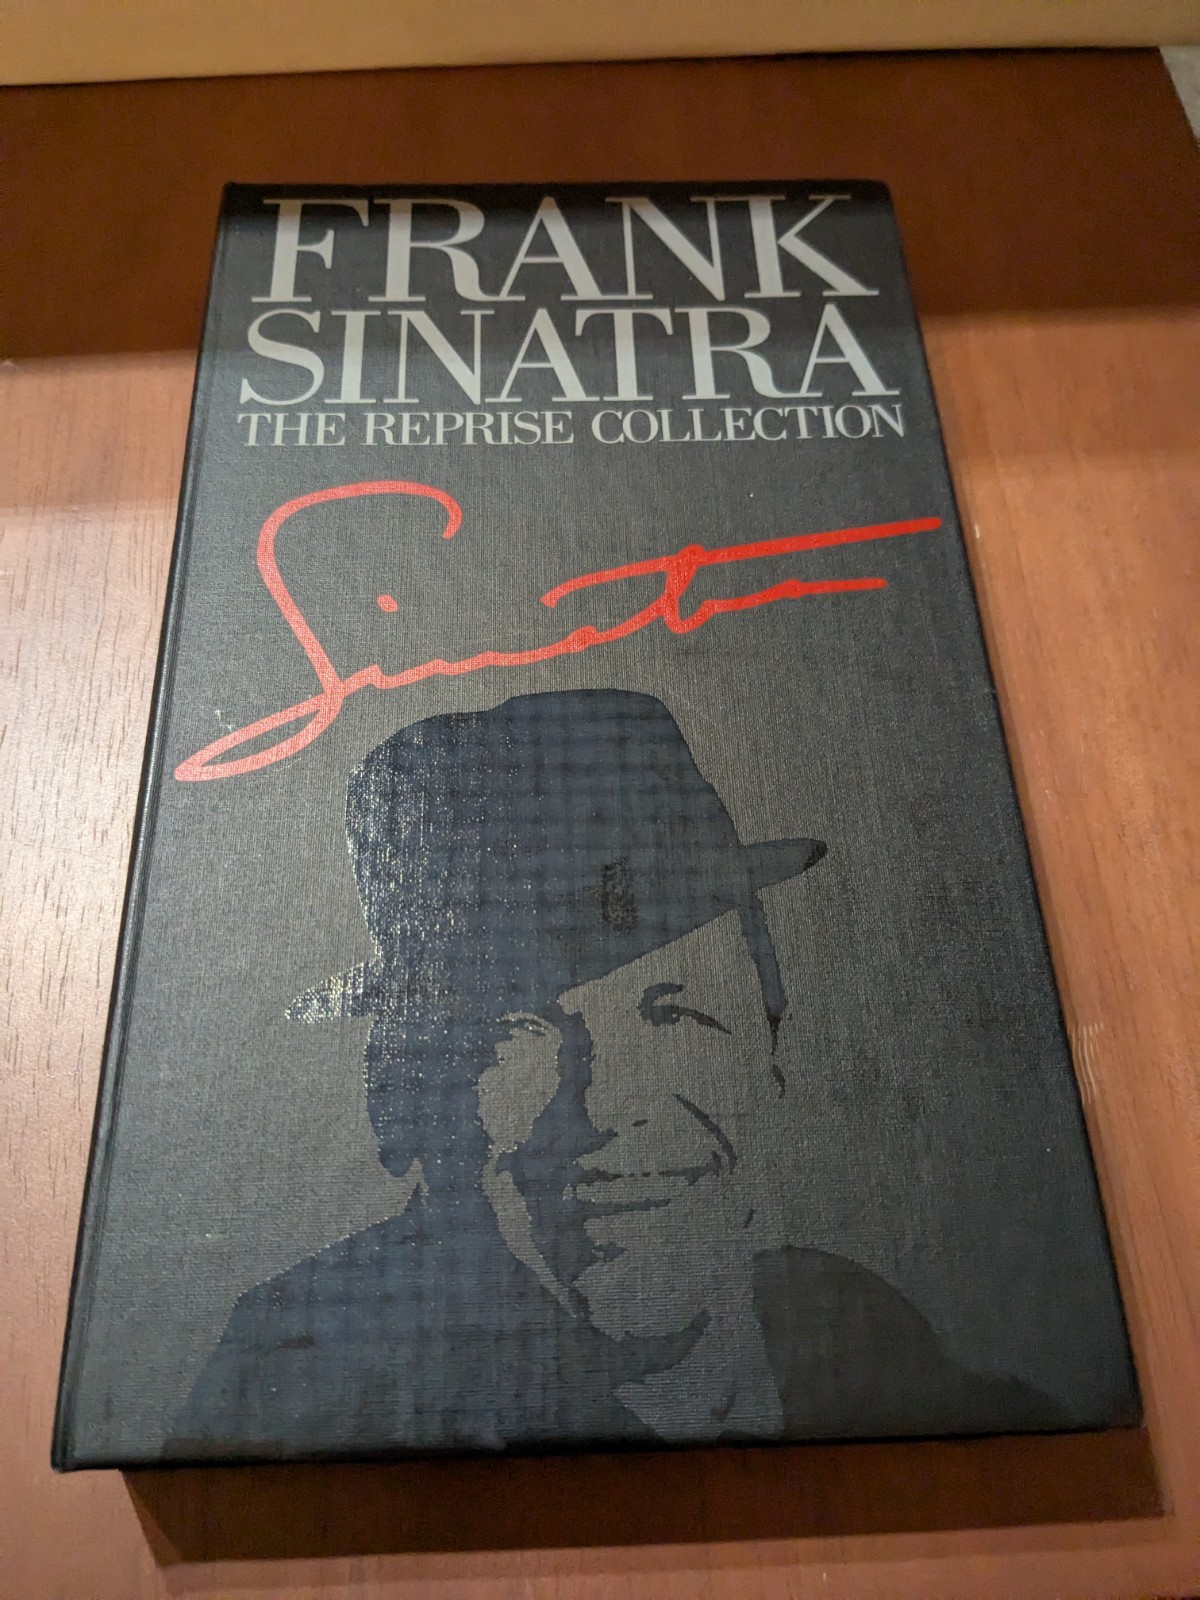 FRANK
SINATRA
THE REPRISE COLLECTION
Sinatra